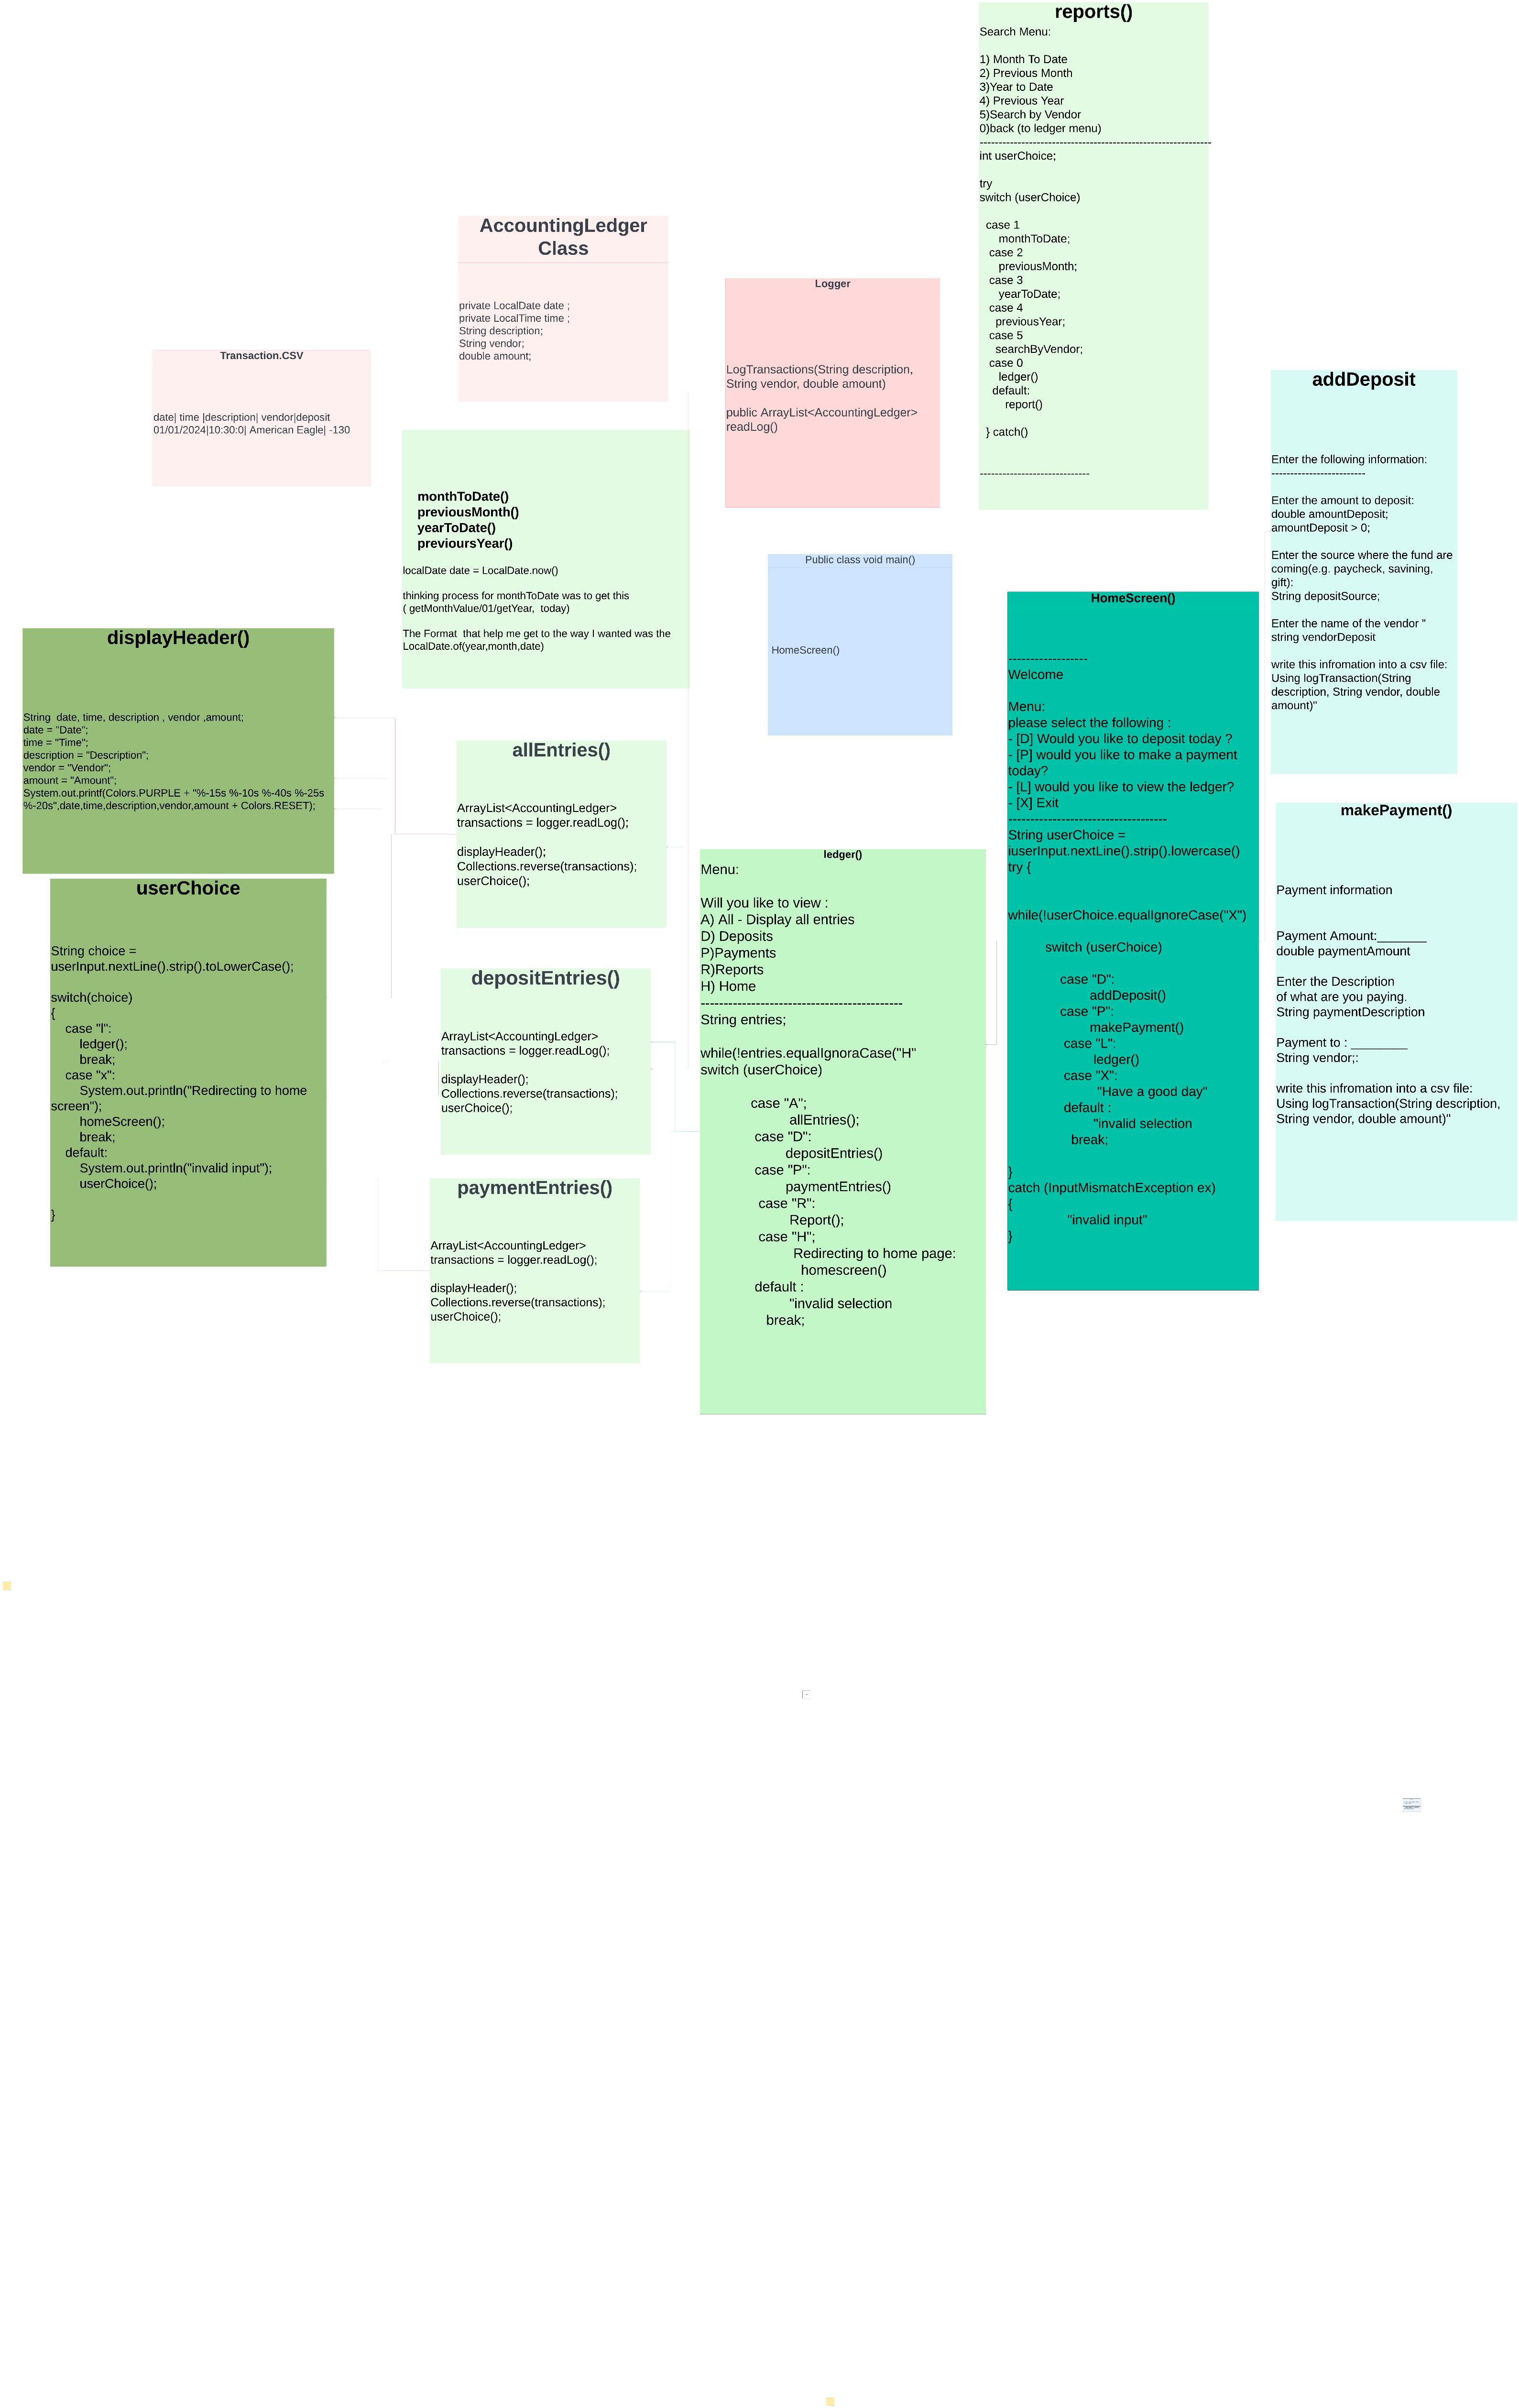 reports()
Search Menu:
1) Month To Date
2) Previous Month
3)Year to Date
4) Previous Year
5)Search by Vendor
0)back (to ledger menu)
-------------------------------------------------------------
int userChoice;
try
switch (userChoice)
case 1
monthToDate;
case 2
previousMonth;
case 3
yearToDate;
case 4
previousYear;
case 5
searchByVendor;
case 0
ledger()
default:
report()
} catch()
-----------------------------
AccountingLedger
Class
private LocalDate date ;
private LocalTime time ;
String description;
String vendor;
double amount;
Logger
LogTransactions(String description,
String vendor, double amount)
public ArrayList<AccountingLedger>
readLog()
Transaction.CSV
date| time |description| vendor|deposit
01/01/2024|10:30:0| American Eagle| -130
addDeposit
Enter the following information:
-------------------------
Enter the amount to deposit:
double amountDeposit;
amountDeposit > 0;
Enter the source where the fund are
coming(e.g. paycheck, savining,
gift):
String depositSource;
Enter the name of the vendor "
string vendorDeposit
write this infromation into a csv file:
Using logTransaction(String
description, String vendor, double
amount)"
monthToDate()
previousMonth()
yearToDate()
previoursYear()
localDate date = LocalDate.now()
thinking process for monthToDate was to get this
( getMonthValue/01/getYear,  today)
The Format  that help me get to the way I wanted was the
LocalDate.of(year,month,date)
Public class void main()
HomeScreen()
HomeScreen()
------------------
Welcome
Menu:
please select the following :
- [D] Would you like to deposit today ?
- [P] would you like to make a payment
today?
- [L] would you like to view the ledger?
- [X] Exit
------------------------------------
String userChoice =
iuserInput.nextLine().strip().lowercase()
try {
while(!userChoice.equalIgnoreCase("X")
switch (userChoice)
case "D":
addDeposit()
case "P":
makePayment()
case "L":
ledger()
case "X":
"Have a good day"
default :
"invalid selection
break;
}
catch (InputMismatchException ex)
{
"invalid input"
}
displayHeader()
String  date, time, description , vendor ,amount;
date = "Date";
time = "Time";
description = "Description";
vendor = "Vendor";
amount = "Amount";
System.out.printf(Colors.PURPLE + "%-15s %-10s %-40s %-25s
%-20s",date,time,description,vendor,amount + Colors.RESET);
allEntries()
ArrayList<AccountingLedger>
transactions = logger.readLog();
displayHeader();
Collections.reverse(transactions);
userChoice();
makePayment()
Payment information
Payment Amount:_______
double paymentAmount
Enter the Description
of what are you paying.
String paymentDescription
Payment to : ________
String vendor;:
write this infromation into a csv file:
Using logTransaction(String description,
String vendor, double amount)"
ledger()
Menu:
Will you like to view :
A) All - Display all entries
D) Deposits
P)Payments
R)Reports
H) Home
--------------------------------------------
String entries;
while(!entries.equalIgnoraCase("H"
switch (userChoice)
case "A";
allEntries();
case "D":
depositEntries()
case "P":
paymentEntries()
case "R":
Report();
case "H";
Redirecting to home page:
homescreen()
default :
"invalid selection
break;
userChoice
String choice =
userInput.nextLine().strip().toLowerCase();
switch(choice)
{
case "l":
ledger();
break;
case "x":
System.out.println("Redirecting to home
screen");
homeScreen();
break;
default:
System.out.println("invalid input");
userChoice();
}
depositEntries()
ArrayList<AccountingLedger>
transactions = logger.readLog();
displayHeader();
Collections.reverse(transactions);
userChoice();
paymentEntries()
ArrayList<AccountingLedger>
transactions = logger.readLog();
displayHeader();
Collections.reverse(transactions);
userChoice();